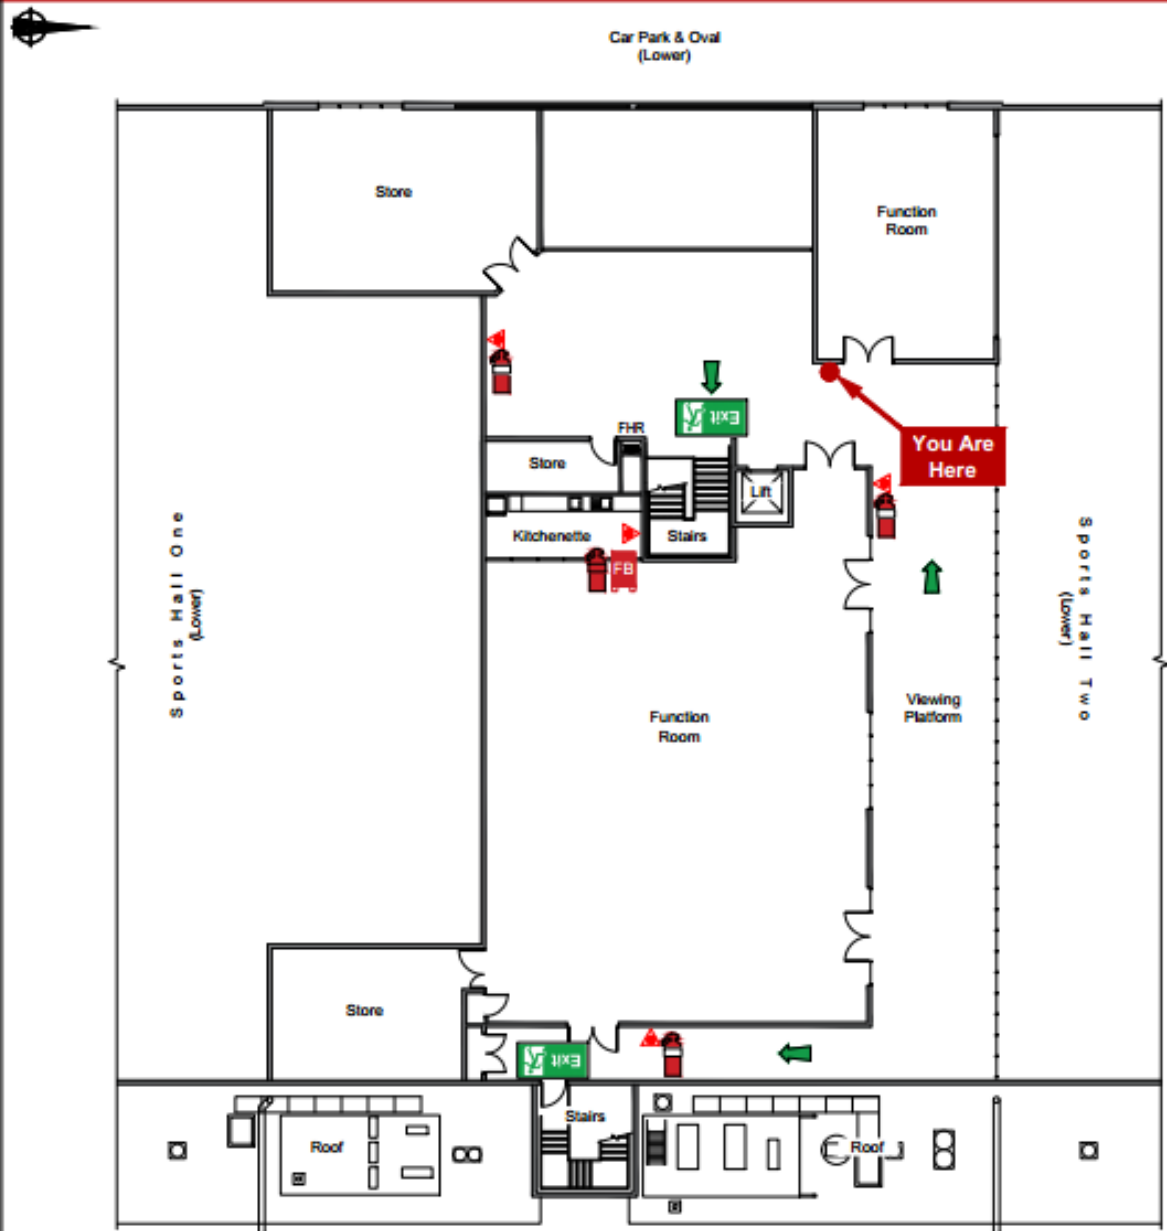 Car Park & Oval
(Lower)
Store
Function
Room
Exit
You Are
Here
FHR
Store
Lift
Kitchenette
Stairs
FB
Sports Hall One
(Lower)
Sports Hall Two
(Lower)
Function
Room
Viewing
Platform
Store
Exit
Stairs
Roof
Roof